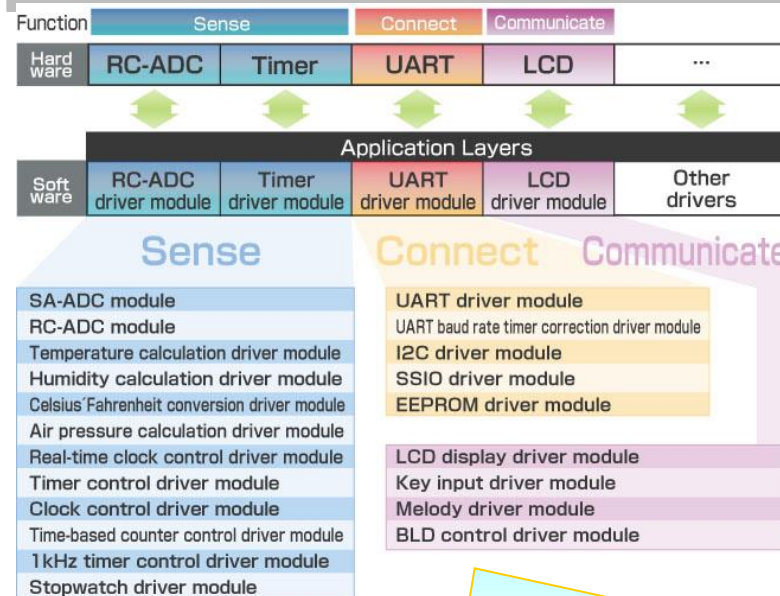 Function Sense Connect Communicate
Hard
ware
RC-ADC Timer UART LCD ...
Application Layers
Soft
ware
RC-ADC
driver module
Timer
driver module
UART
driver module
LCD
driver module
Other
drivers
Sense Connect Communicate
SA-ADC module
RC-ADC module
Temperature calculation driver module
Humidity calculation driver module
Celsius´Fahrenheit conversion driver module
Air pressure calculation driver module
Real-time clock control driver module
Timer control driver module
Clock control driver module
Time-based counter control driver module
1kHz timer control driver module
Stopwatch driver module
UART driver module
UART baud rate timer correction driver module
I2C driver module
SSIO driver module
EEPROM driver module
LCD display driver module
Key input driver module
Melody driver module
BLD control driver module